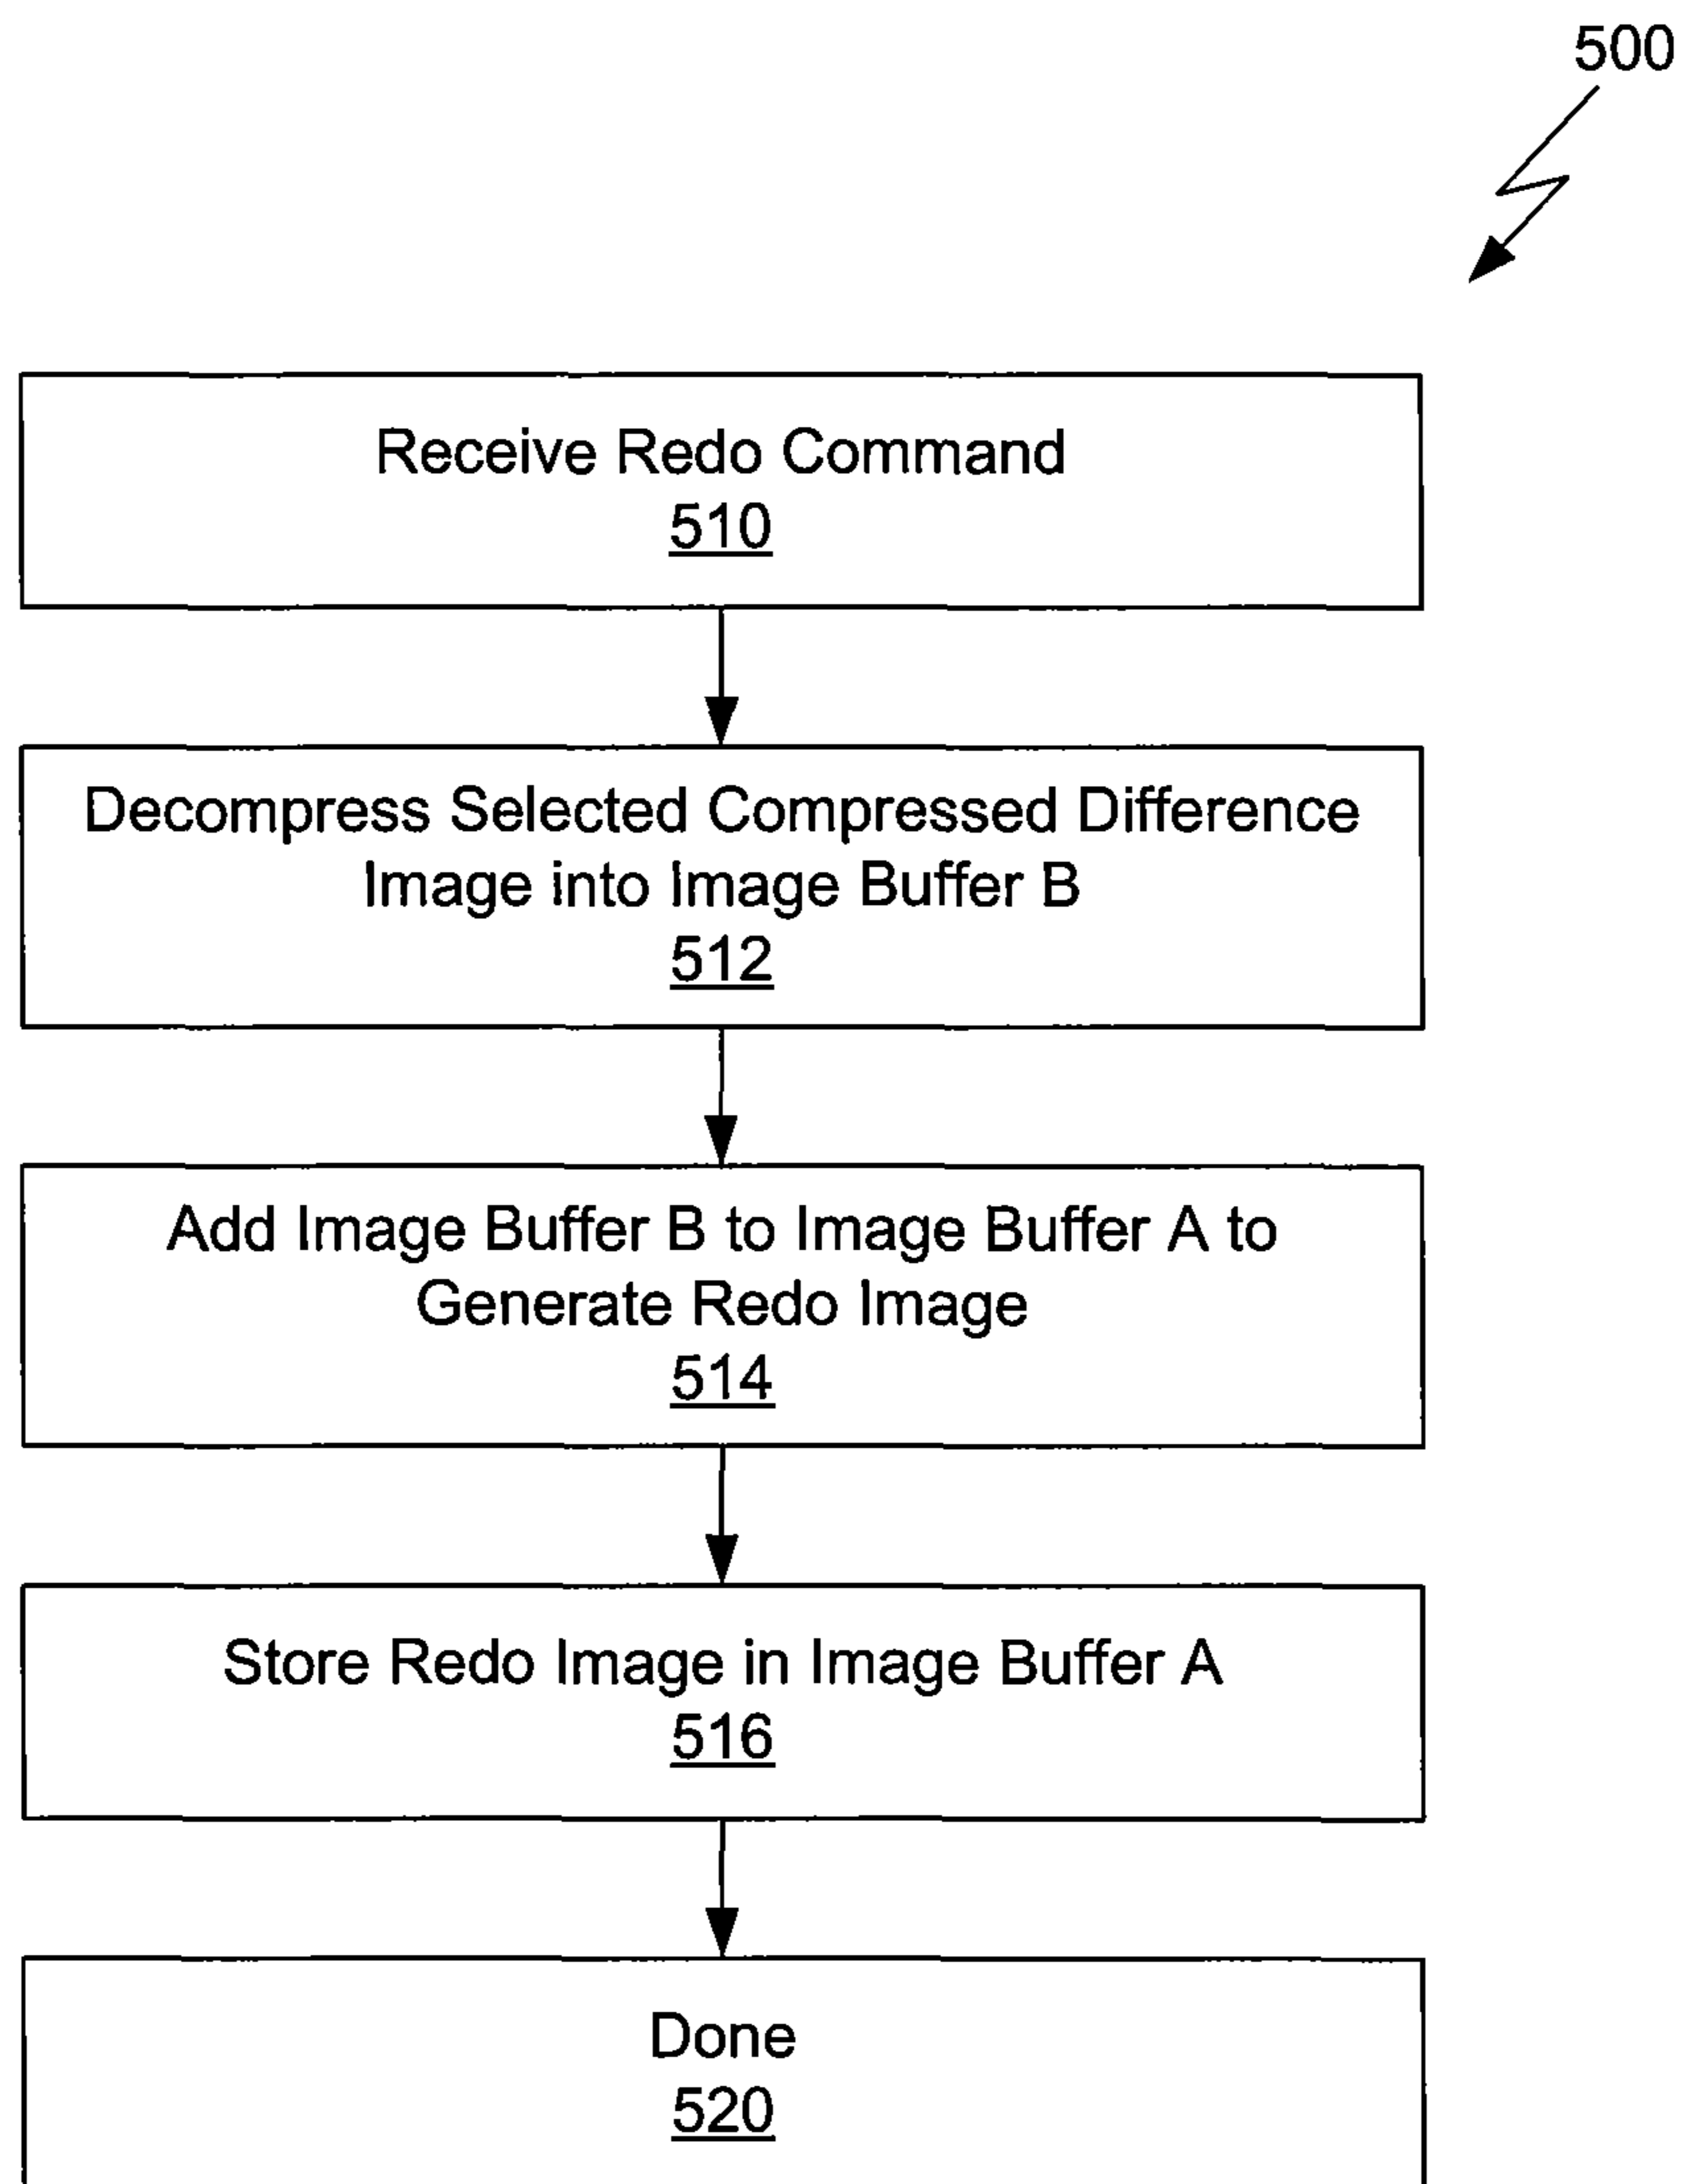 500
Receive Redo Command
510
Decompress Selected Compressed Difference
Image into Image Buffer B
512
Add Image Buffer B to Image Buffer A to
Generate Redo Image
514
Store Redo Image in Image Buffer A
516
Done
520